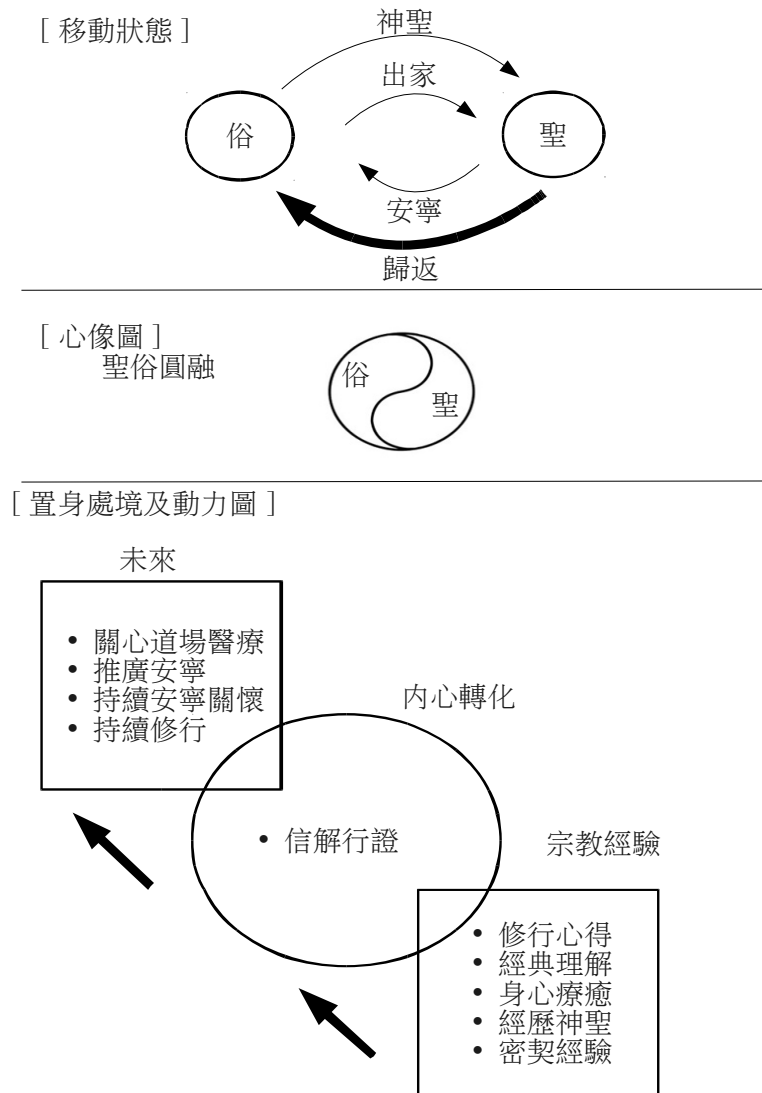 [ 移動狀態 ]
神聖
出家
俗
聖
安寧
歸返
[ 心像圖 ]
聖俗圓融
俗
聖
[ 置身處境及動力圖 ]
未來
• 關心道場醫療
• 推廣安寧
• 持續安寧關懷
• 持續修行
內心轉化
• 信解行證
宗教經驗
• 修行心得
• 經典理解
• 身心療癒
• 經歷神聖
• 密契經驗